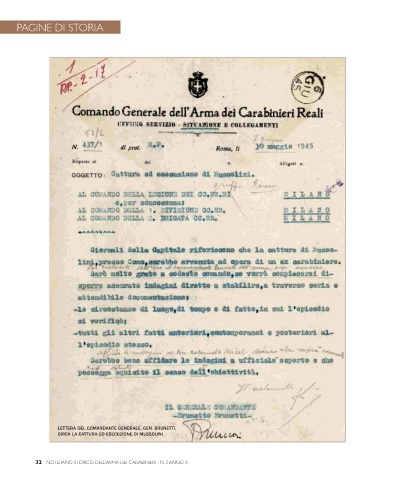 PAGINE DI STORIA
6
GIU
45
Comando Generale dell'Arma dei Carabinieri Reali
UFFICIO SERVIZIO - SITUAZIONE E COLLEGAMENTI
N. 437/1 di prot. R.P. Roma, li 30 maggio 1945
Risposta al del N. Allegati n.
OGGETTO: Cattura ed esecuzione di Mussolini.
AL COMANDO DELLA LEGIONE DEI CC.RR. DI MILANO
e, per conoscenza:
AL COMANDO DELLA 1. DIVISIONE CC.RR. MILANO
AL COMANDO DELLA 2. BRIGATA CC.RR. MILANO
Giornali della Capitale riferiscono che la cattura di Musso-
lini, presso Como, sarebbe avvenuta ad opera di un ex carabiniere.
Sarò molto grato a codesto comando, se vorrà compiacersi di-
sporre accurate indagini dirette a stabilire, a traverso seria e
attendibile documentazione:
-le circostanze di luogo, di tempo e di fatto, in cui l'episodio
si verificò;
-tutti gli altri fatti anteriori, contemporanei e posteriori al-
l'episodio stesso.
Sarebbe bene affidare le indagini a ufficiale esperto e che
possegga squisito il senso dell'obiettività.
IL GENERALE COMANDANTE
-Brunetto Brunetti-
LETTERA DEL COMANDANTE GENERALE, GEN. BRUNETTI,
CIRCA LA CATTURA ED ESECUZIONE DI MUSSOLINI
32 NOTIZIARIO STORICO DELL'ARMA DEI CARABINIERI - N. 3 ANNO X